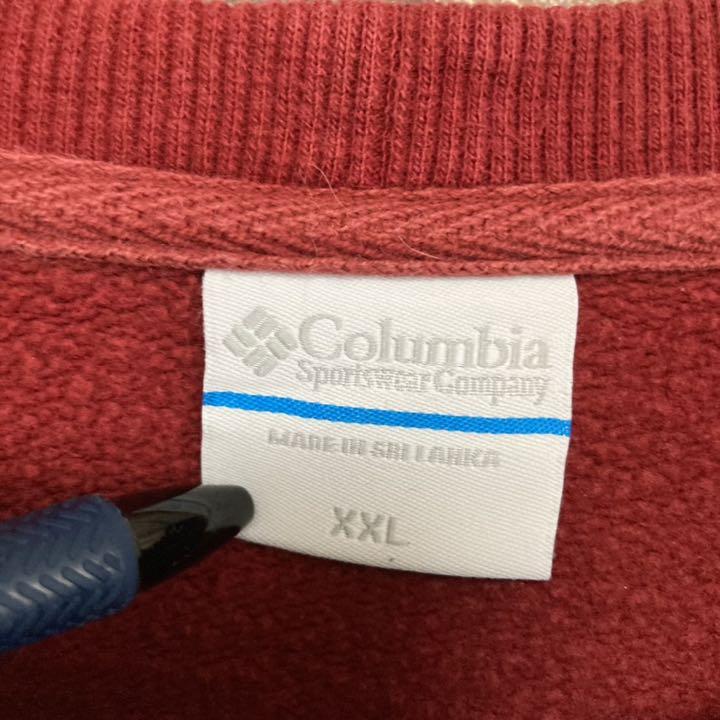 Columbia
Sportswear Company
MADE IN SRI LANKA
XXL